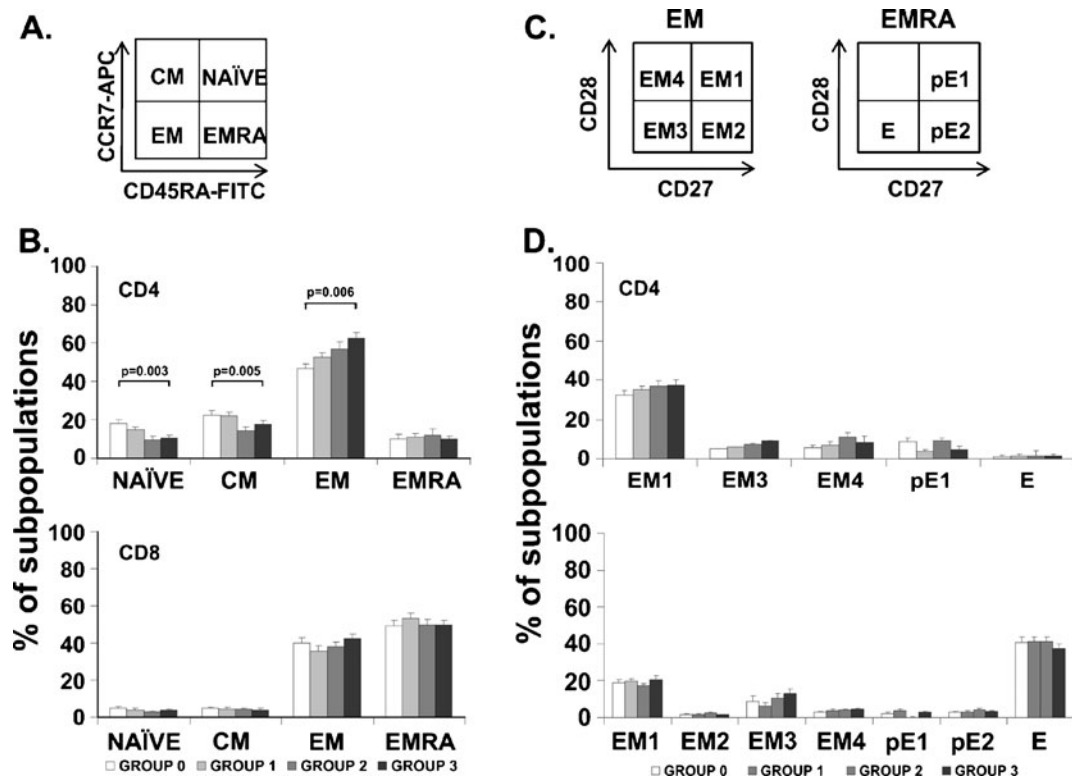 A.
CCR7-APC
CM NAÏVE
EM EMRA
CD45RA-FITC
C.
EM
CD28
EM4 EM1
EM3 EM2
CD27
EMRA
CD28
pE1
E pE2
CD27
B.
% of subpopulations
100
80
60
40
20
0
CD4
p=0.003
p=0.005
p=0.006
NAÏVE CM EM EMRA
% of subpopulations
100
80
60
40
20
0
CD8
NAÏVE CM EM EMRA
GROUP 0 GROUP 1 GROUP 2 GROUP 3
D.
% of subpopulations
100
80
60
40
20
0
CD4
EM1 EM3 EM4 pE1 E
% of subpopulations
100
80
60
40
20
0
EM1 EM2 EM3 EM4 pE1 pE2 E
GROUP 0 GROUP 1 GROUP 2 GROUP 3